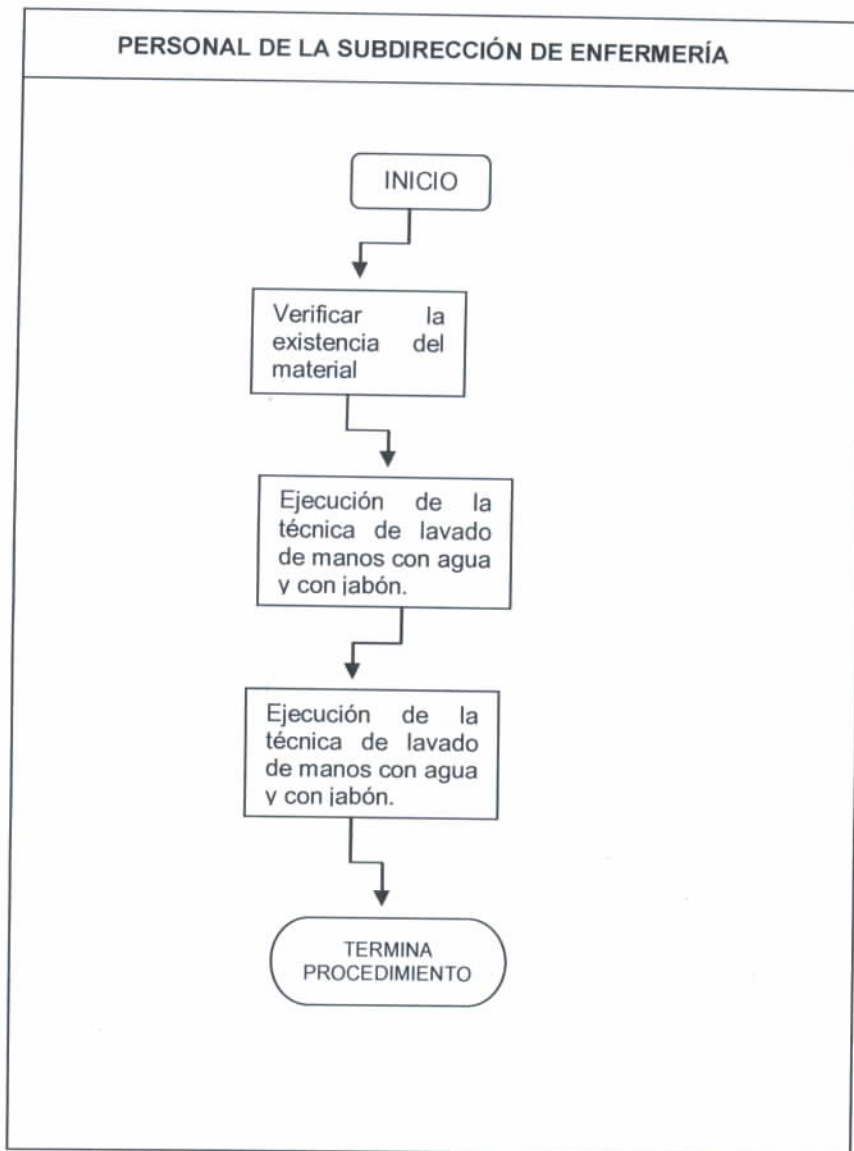 PERSONAL DE LA SUBDIRECCIÓN DE ENFERMERÍA
INICIO
Verificar la
existencia del
material
Ejecución de la
técnica de lavado
de manos con agua
y con jabón.
Ejecución de la
técnica de lavado
de manos con agua
y con jabón.
TERMINA
PROCEDIMIENTO